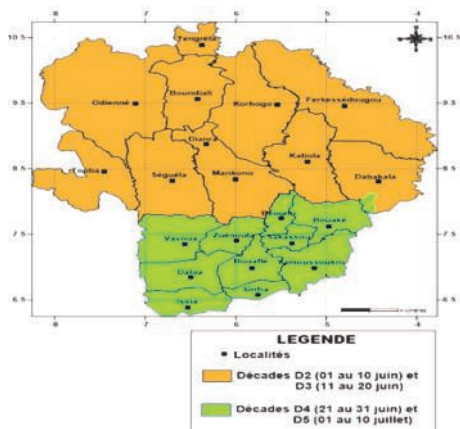 -8 -7 -6 -5 -4
10.5 10.5
Tengréla
Boundiali
Odienné Korhogo Ferkessédougou
9.5 9.5
Dianra
Touba Katiola
8.5 8.5
Séguéla Mankono Dabakala
Bouaké
Vavoua Zuénoula Sakassou
7.5 7.5
Daloa Bouaflé
Sinfra
Issia
6.5 6.5
-8 -7 -6 -5 -4
LEGENDE
Localités
Décades D2 (01 au 10 juin) et
D3 (11 au 20 juin)
Décades D4 (21 au 31 juin) et
D5 (01 au 10 juillet)